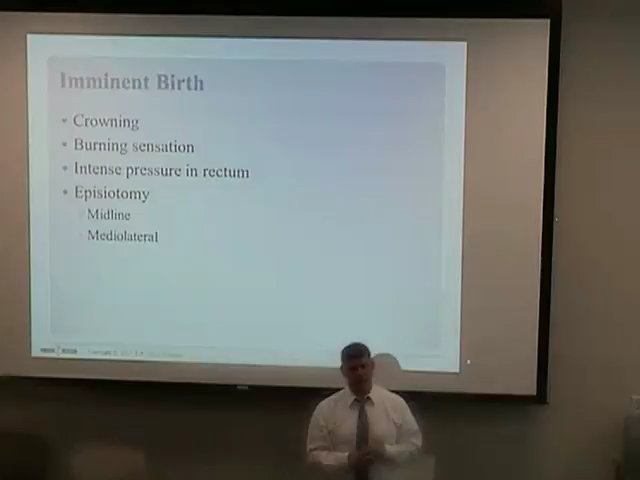 Imminent Birth
Crowning
Burning sensation
Intense pressure in rectum
Episiotomy
Midline
Mediolateral